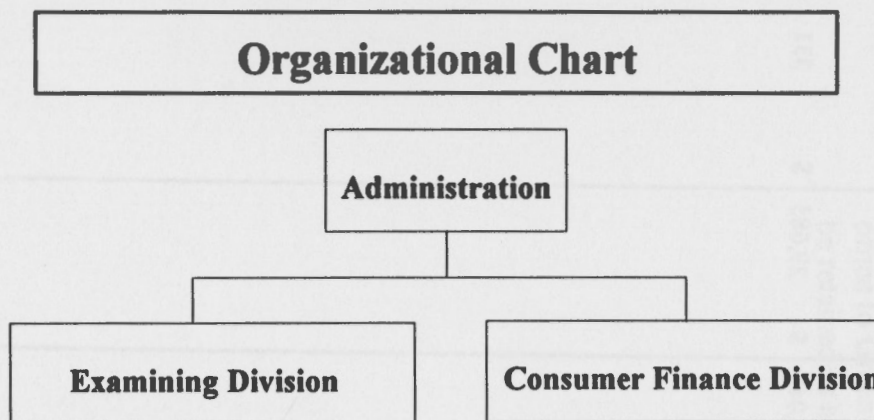 Organizational Chart
Administration
Examining Division
Consumer Finance Division